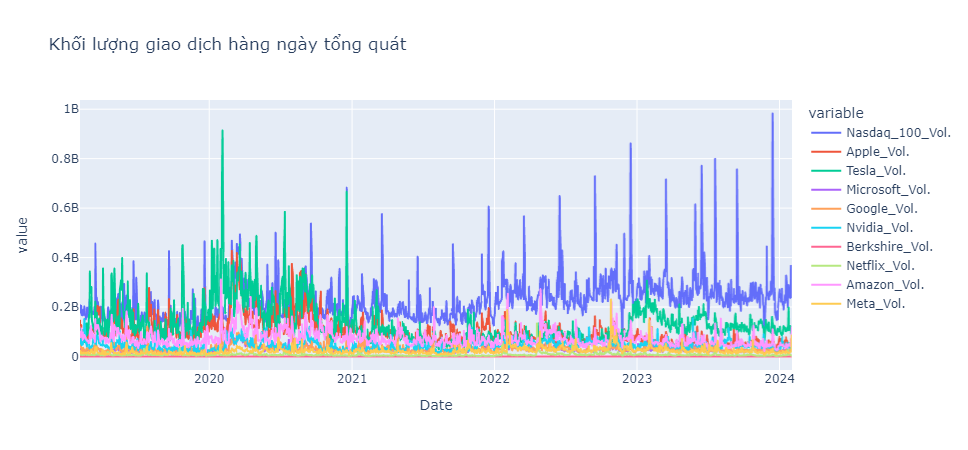 Khối lượng giao dịch hàng ngày tổng quát
variable
Nasdaq_100_Vol.
Apple_Vol.
Tesla_Vol.
Microsoft_Vol.
Google_Vol.
Nvidia_Vol.
Berkshire_Vol.
Netflix_Vol.
Amazon_Vol.
Meta_Vol.
value
1B
0.8B
0.6B
0.4B
0.2B
0
2020
2021
2022
2023
2024
Date